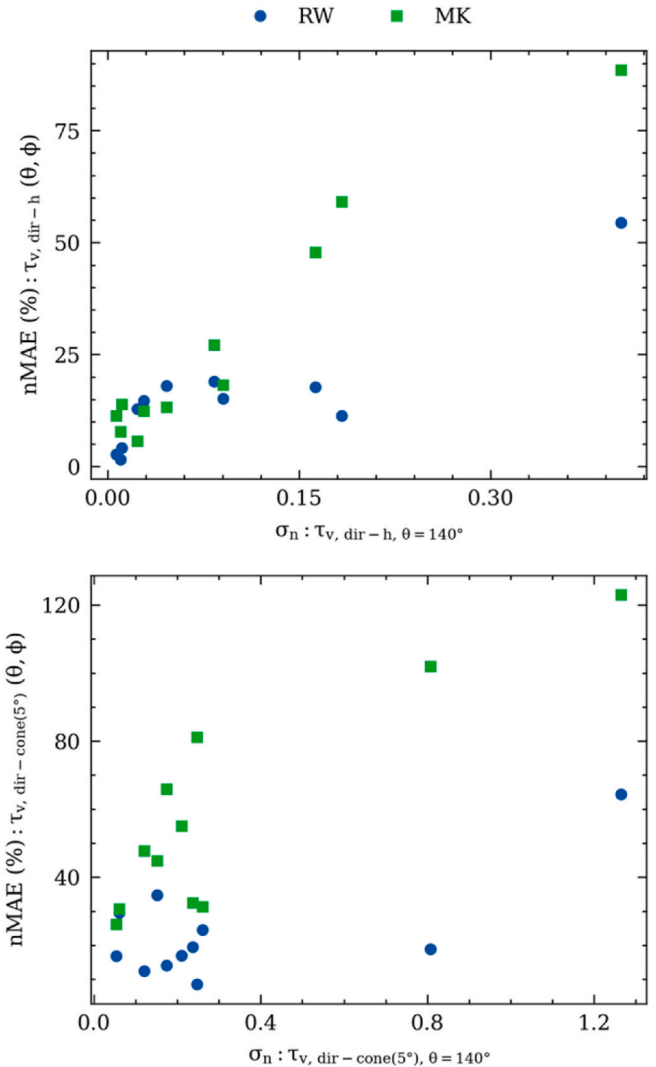 RW MK
75
50
25
0
nMAE (%) : τv, dir−h (θ, ϕ)
0.00 0.15 0.30
σn : τv, dir−h, θ=140°
120
80
40
nMAE (%) : τv, dir−cone(5°) (θ, ϕ)
0.0 0.4 0.8 1.2
σn : τv, dir−cone(5°), θ=140°